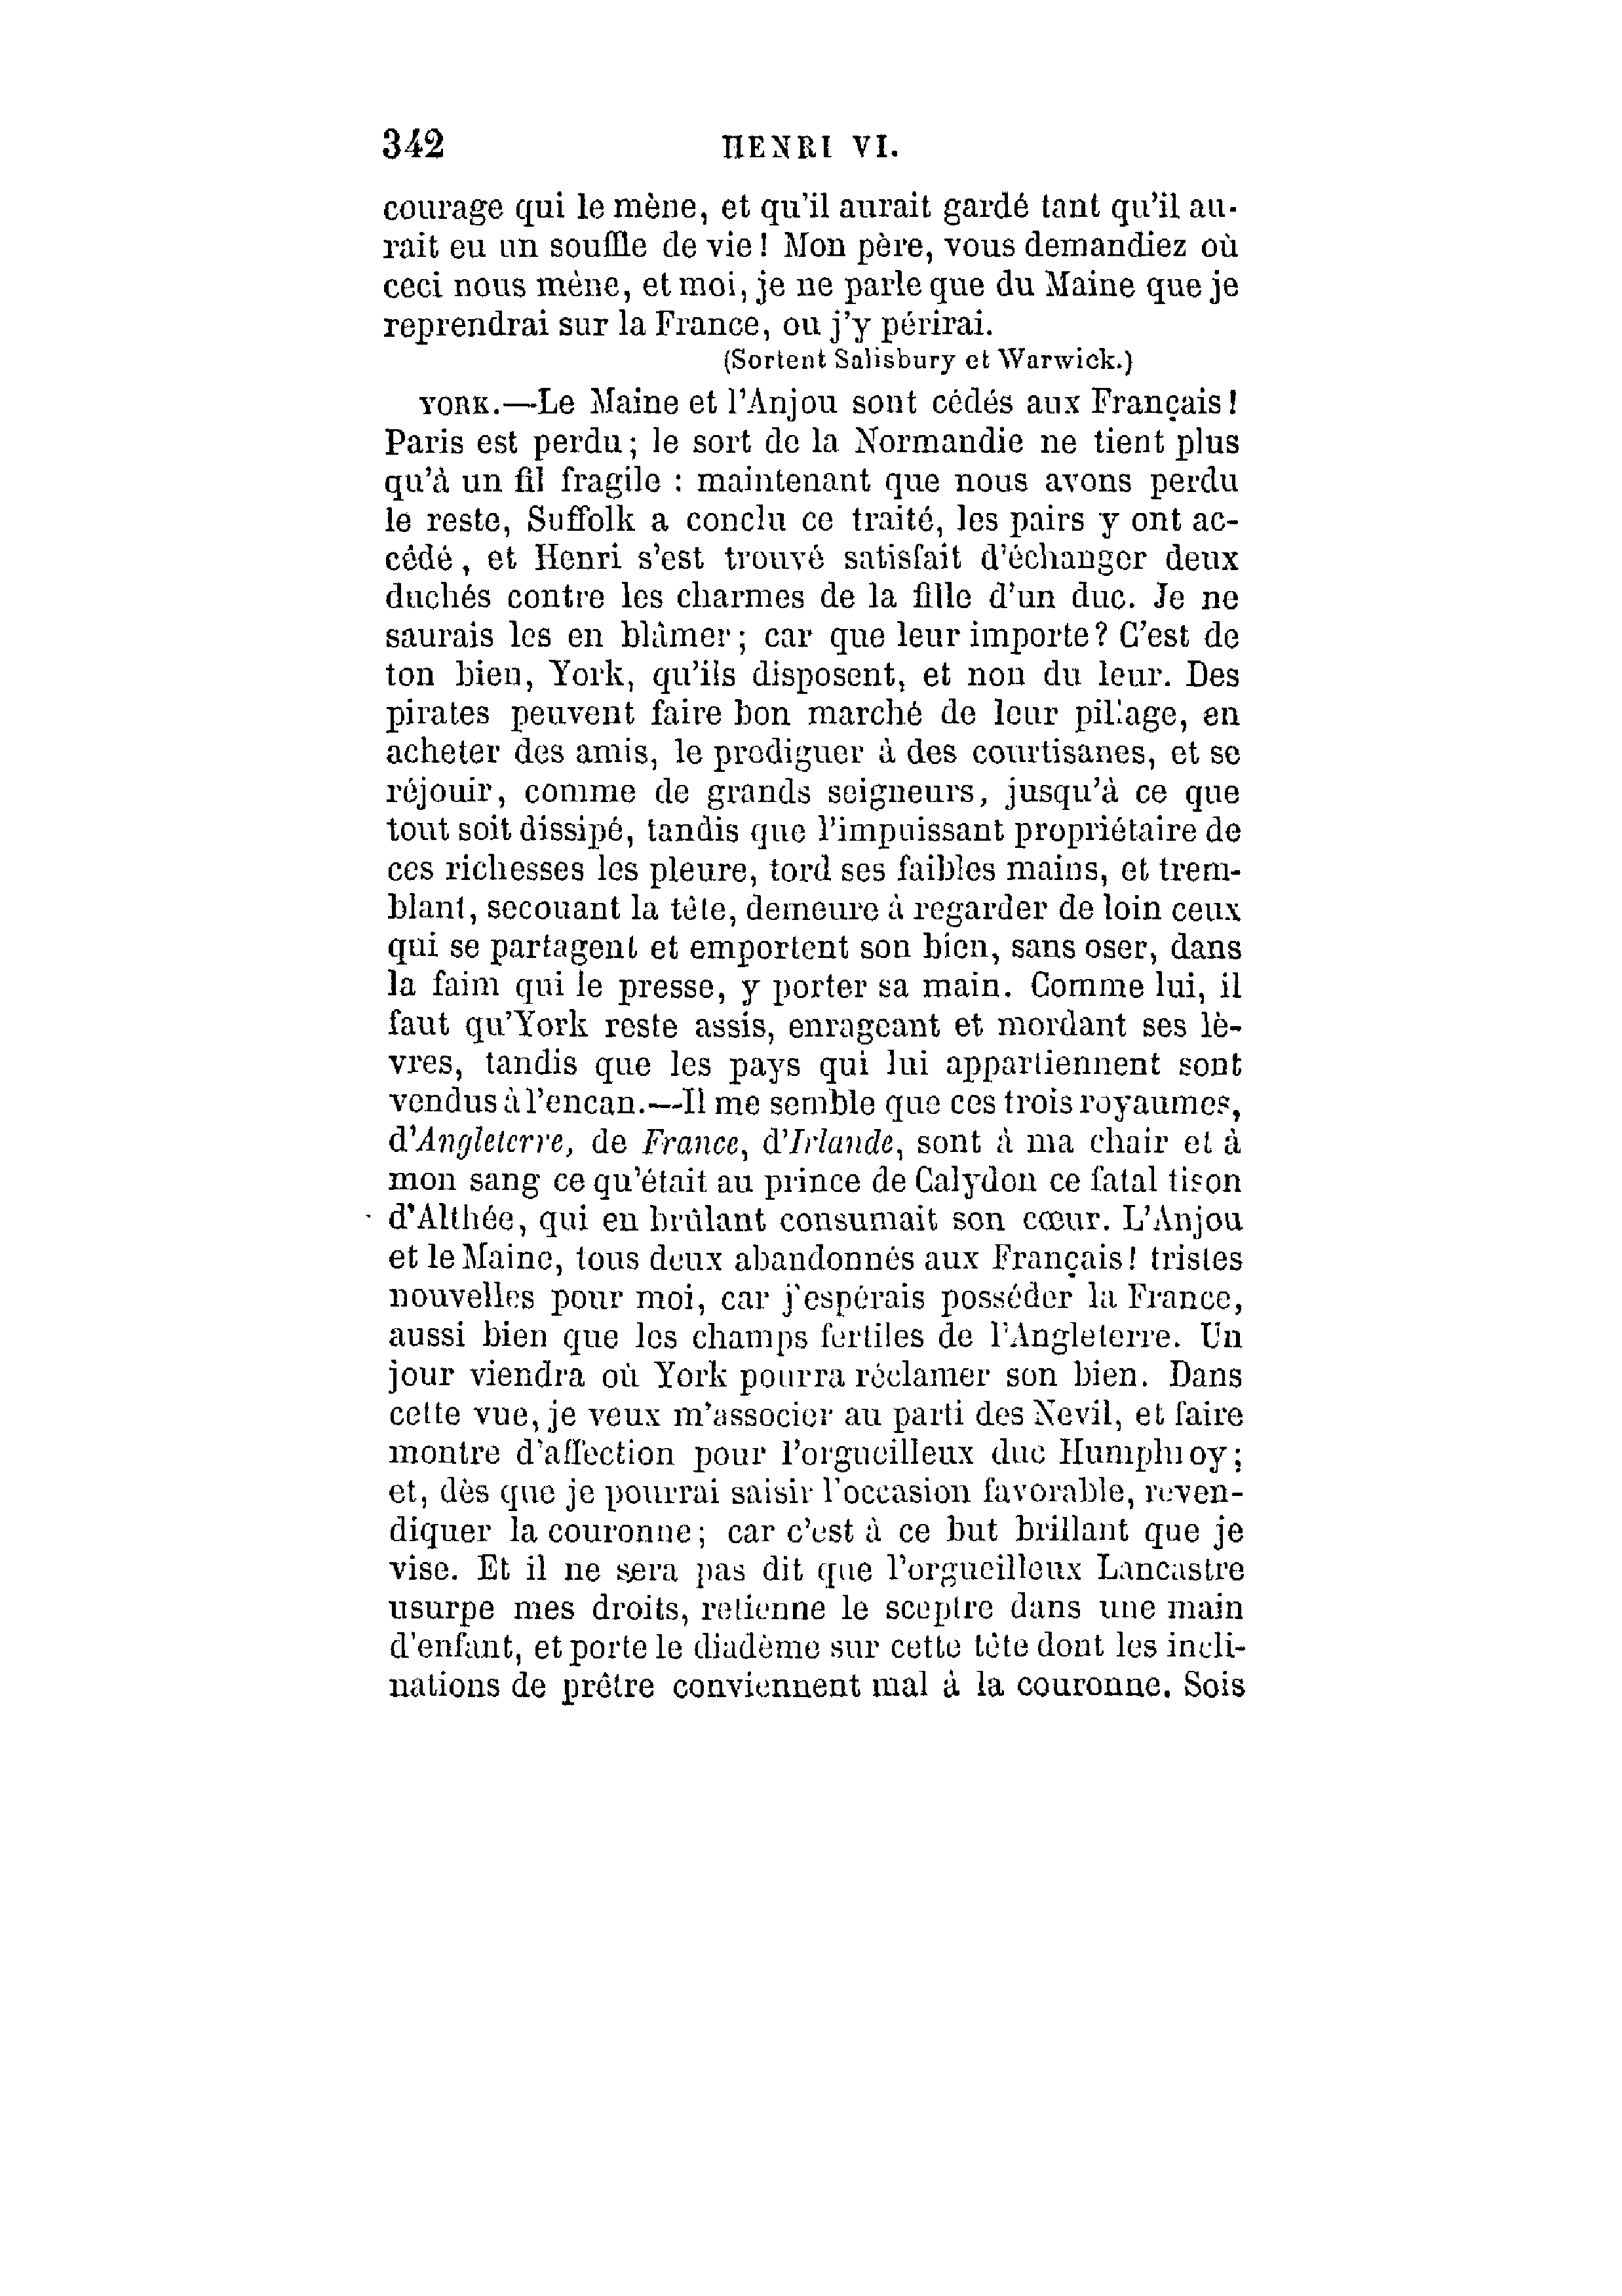 342 HENRI VI.
courage qui le mène, et qu'il aurait gardé tant qu'il au-
rait eu un souffle de vie! Mon père, vous demandiez où
ceci nous mène, et moi, je ne parle que du Maine que je
reprendrai sur la France, ou j'y périrai.
(Sortent Salisbury et Warwick.)
YORK.—Le Maine et l'Anjou sont cédés aux Français!
Paris est perdu; le sort de la Normandie ne tient plus
qu'à un fil fragile : maintenant que nous avons perdu
le reste, Suffolk a conclu ce traité, les pairs y ont ac-
cédé, et Henri s'est trouvé satisfait d'échanger deux
duchés contre les charmes de la fille d'un duc. Je ne
saurais les en blâmer; car que leur importe? C'est de
ton bien, York, qu'ils disposent, et non du leur. Des
pirates peuvent faire bon marché de leur pillage, en
acheter des amis, le prodiguer à des courtisanes, et se
réjouir, comme de grands seigneurs, jusqu'à ce que
tout soit dissipé, tandis que l'impuissant propriétaire de
ces richesses les pleure, tord ses faibles mains, et trem-
blant, secouant la tête, demeure à regarder de loin ceux
qui se partagent et emportent son bien, sans oser, dans
la faim qui le presse, y porter sa main. Comme lui, il
faut qu'York reste assis, enrageant et mordant ses lè-
vres, tandis que les pays qui lui appartiennent sont
vendus à l'encan.—Il me semble que ces trois royaumes,
d'Angleterre, de France, d'Irlande, sont à ma chair et à
mon sang ce qu'était au prince de Calydon ce fatal tison
d'Althée, qui en brûlant consumait son cœur. L'Anjou
et le Maine, tous deux abandonnés aux Français! tristes
nouvelles pour moi, car j'espérais posséder la France,
aussi bien que les champs fertiles de l'Angleterre. Un
jour viendra où York pourra réclamer son bien. Dans
cette vue, je veux m'associer au parti des Nevil, et faire
montre d'affection pour l'orgueilleux duc Humphroy;
et, dès que je pourrai saisir l'occasion favorable, reven-
diquer la couronne; car c'est à ce but brillant que je
vise. Et il ne sera pas dit que l'orgueilleux Lancastre
usurpe mes droits, retienne le sceptre dans une main
d'enfant, et porte le diadème sur cette tête dont les incli-
nations de prêtre conviennent mal à la couronne. Sois